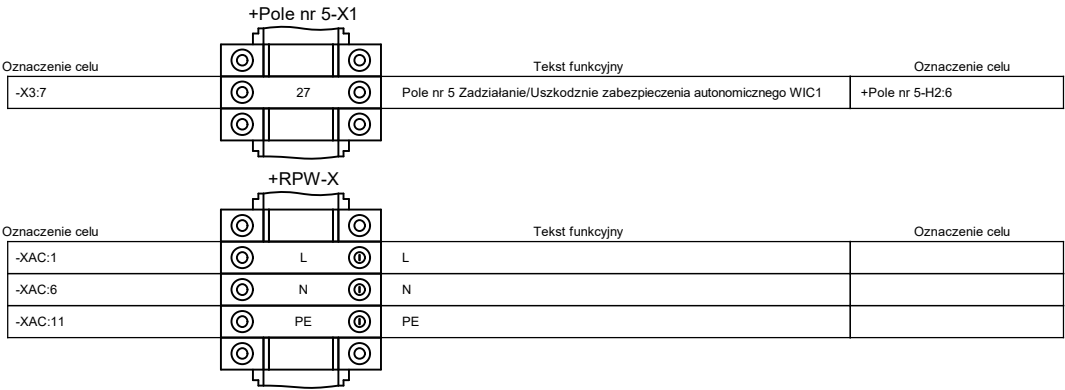 +Pole nr 5-X1
Oznaczenie celu Tekst funkcyjny Oznaczenie celu
-X3:7 27 Pole nr 5 Zadziałanie/Uszkodznie zabezpieczenia autonomicznego WIC1 +Pole nr 5-H2:6
+RPW-X
Oznaczenie celu Tekst funkcyjny Oznaczenie celu
-XAC:1 L L
-XAC:6 N N
-XAC:11 PE PE